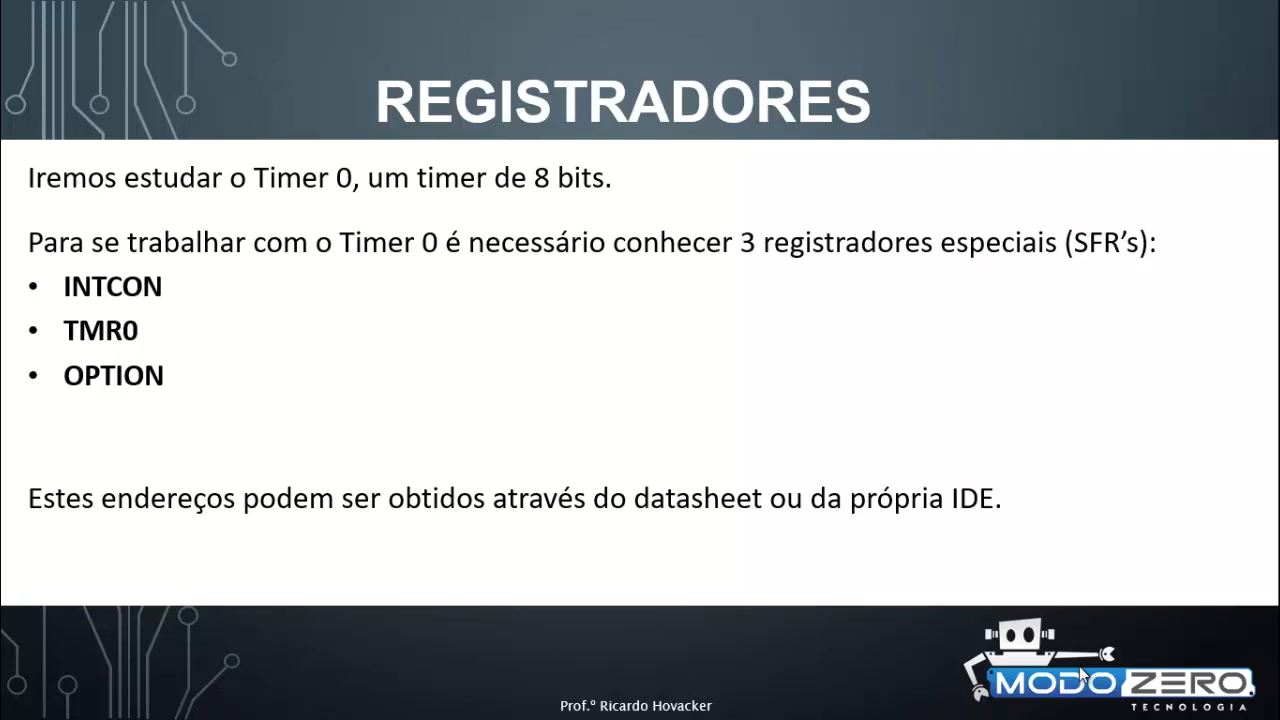 REGISTRADORES
Iremos estudar o Timer 0, um timer de 8 bits.
Para se trabalhar com o Timer 0 é necessário conhecer 3 registradores especiais (SFR’s):
• INTCON
• TMR0
• OPTION
Estes endereços podem ser obtidos através do datasheet ou da própria IDE.
MODO ZERO
TECNOLOGIA
Prof.º Ricardo Hovacker